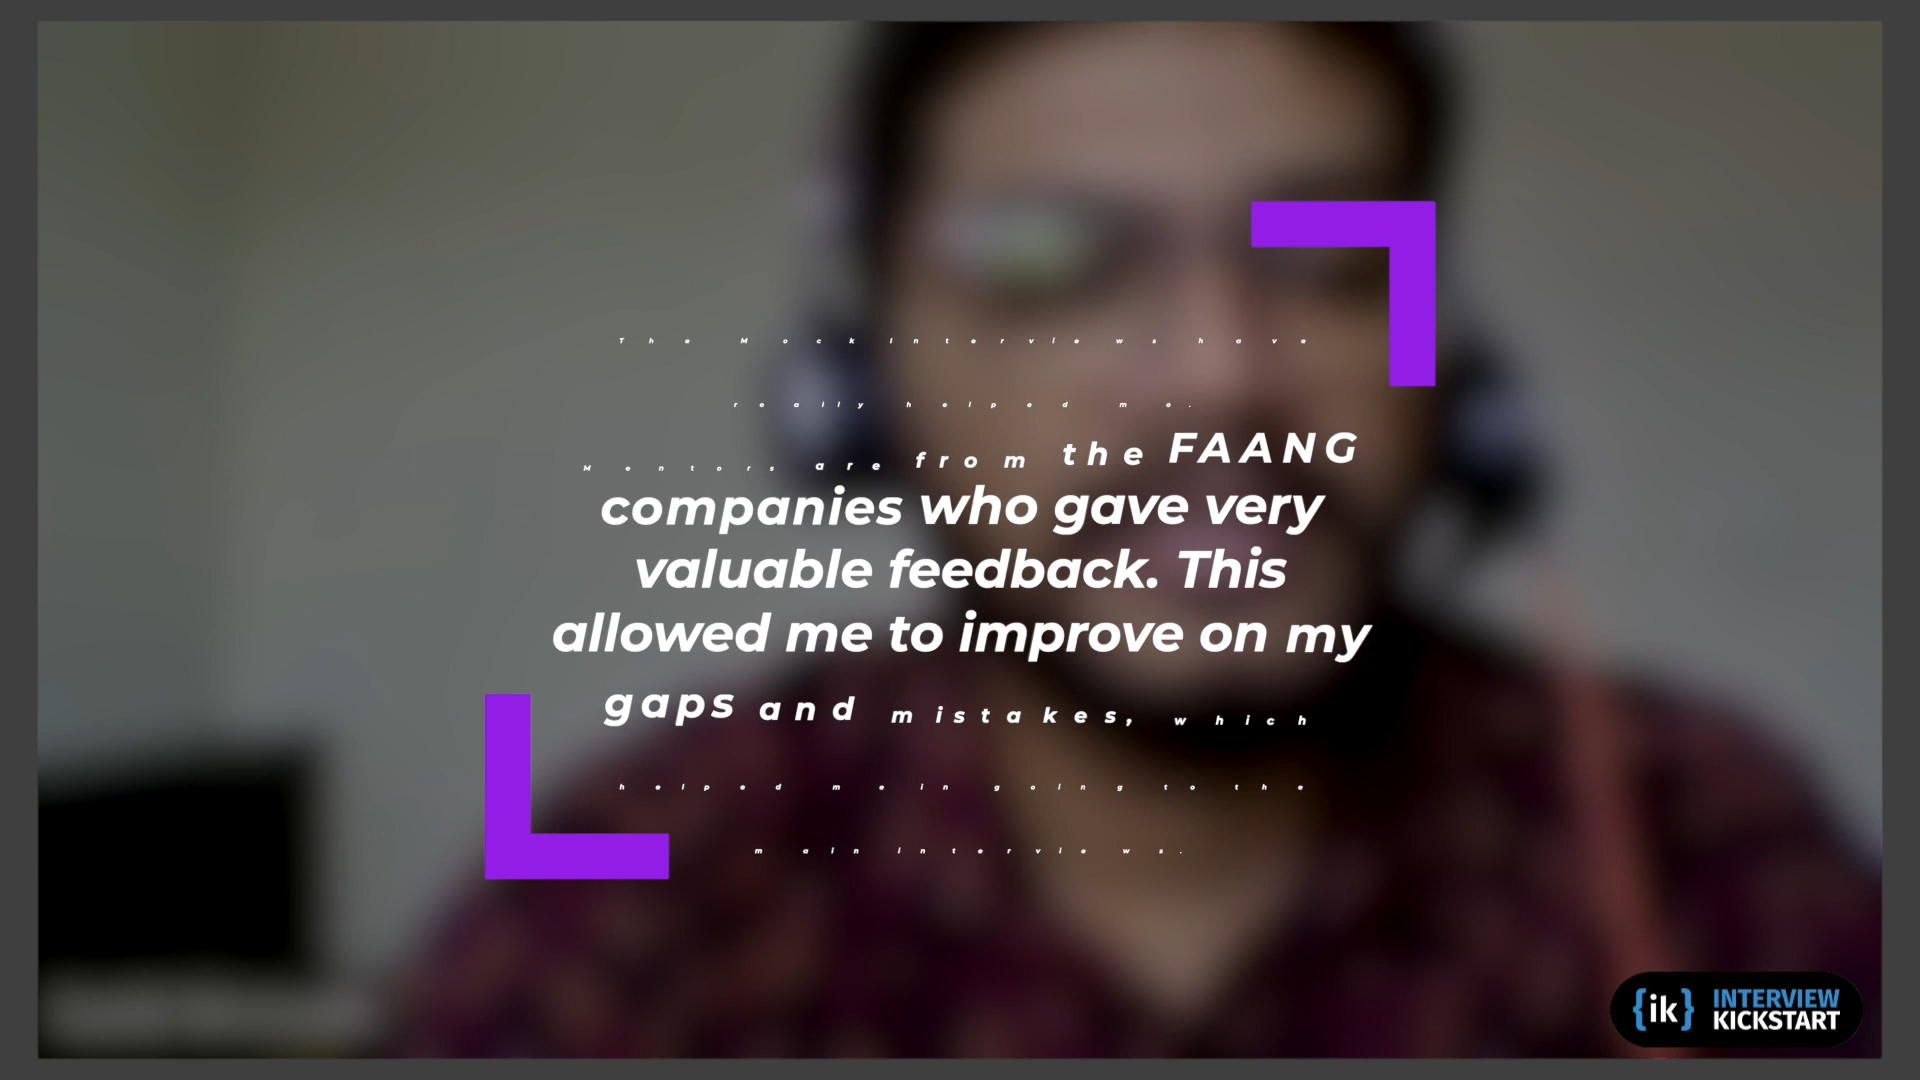 The Mock Interviews have
really helped me.
Mentors are from the FAANG
companies who gave very
valuable feedback. This
allowed me to improve on my
gaps and mistakes, which
helped me in going to the
main interviews.
{ik} INTERVIEW
KICKSTART